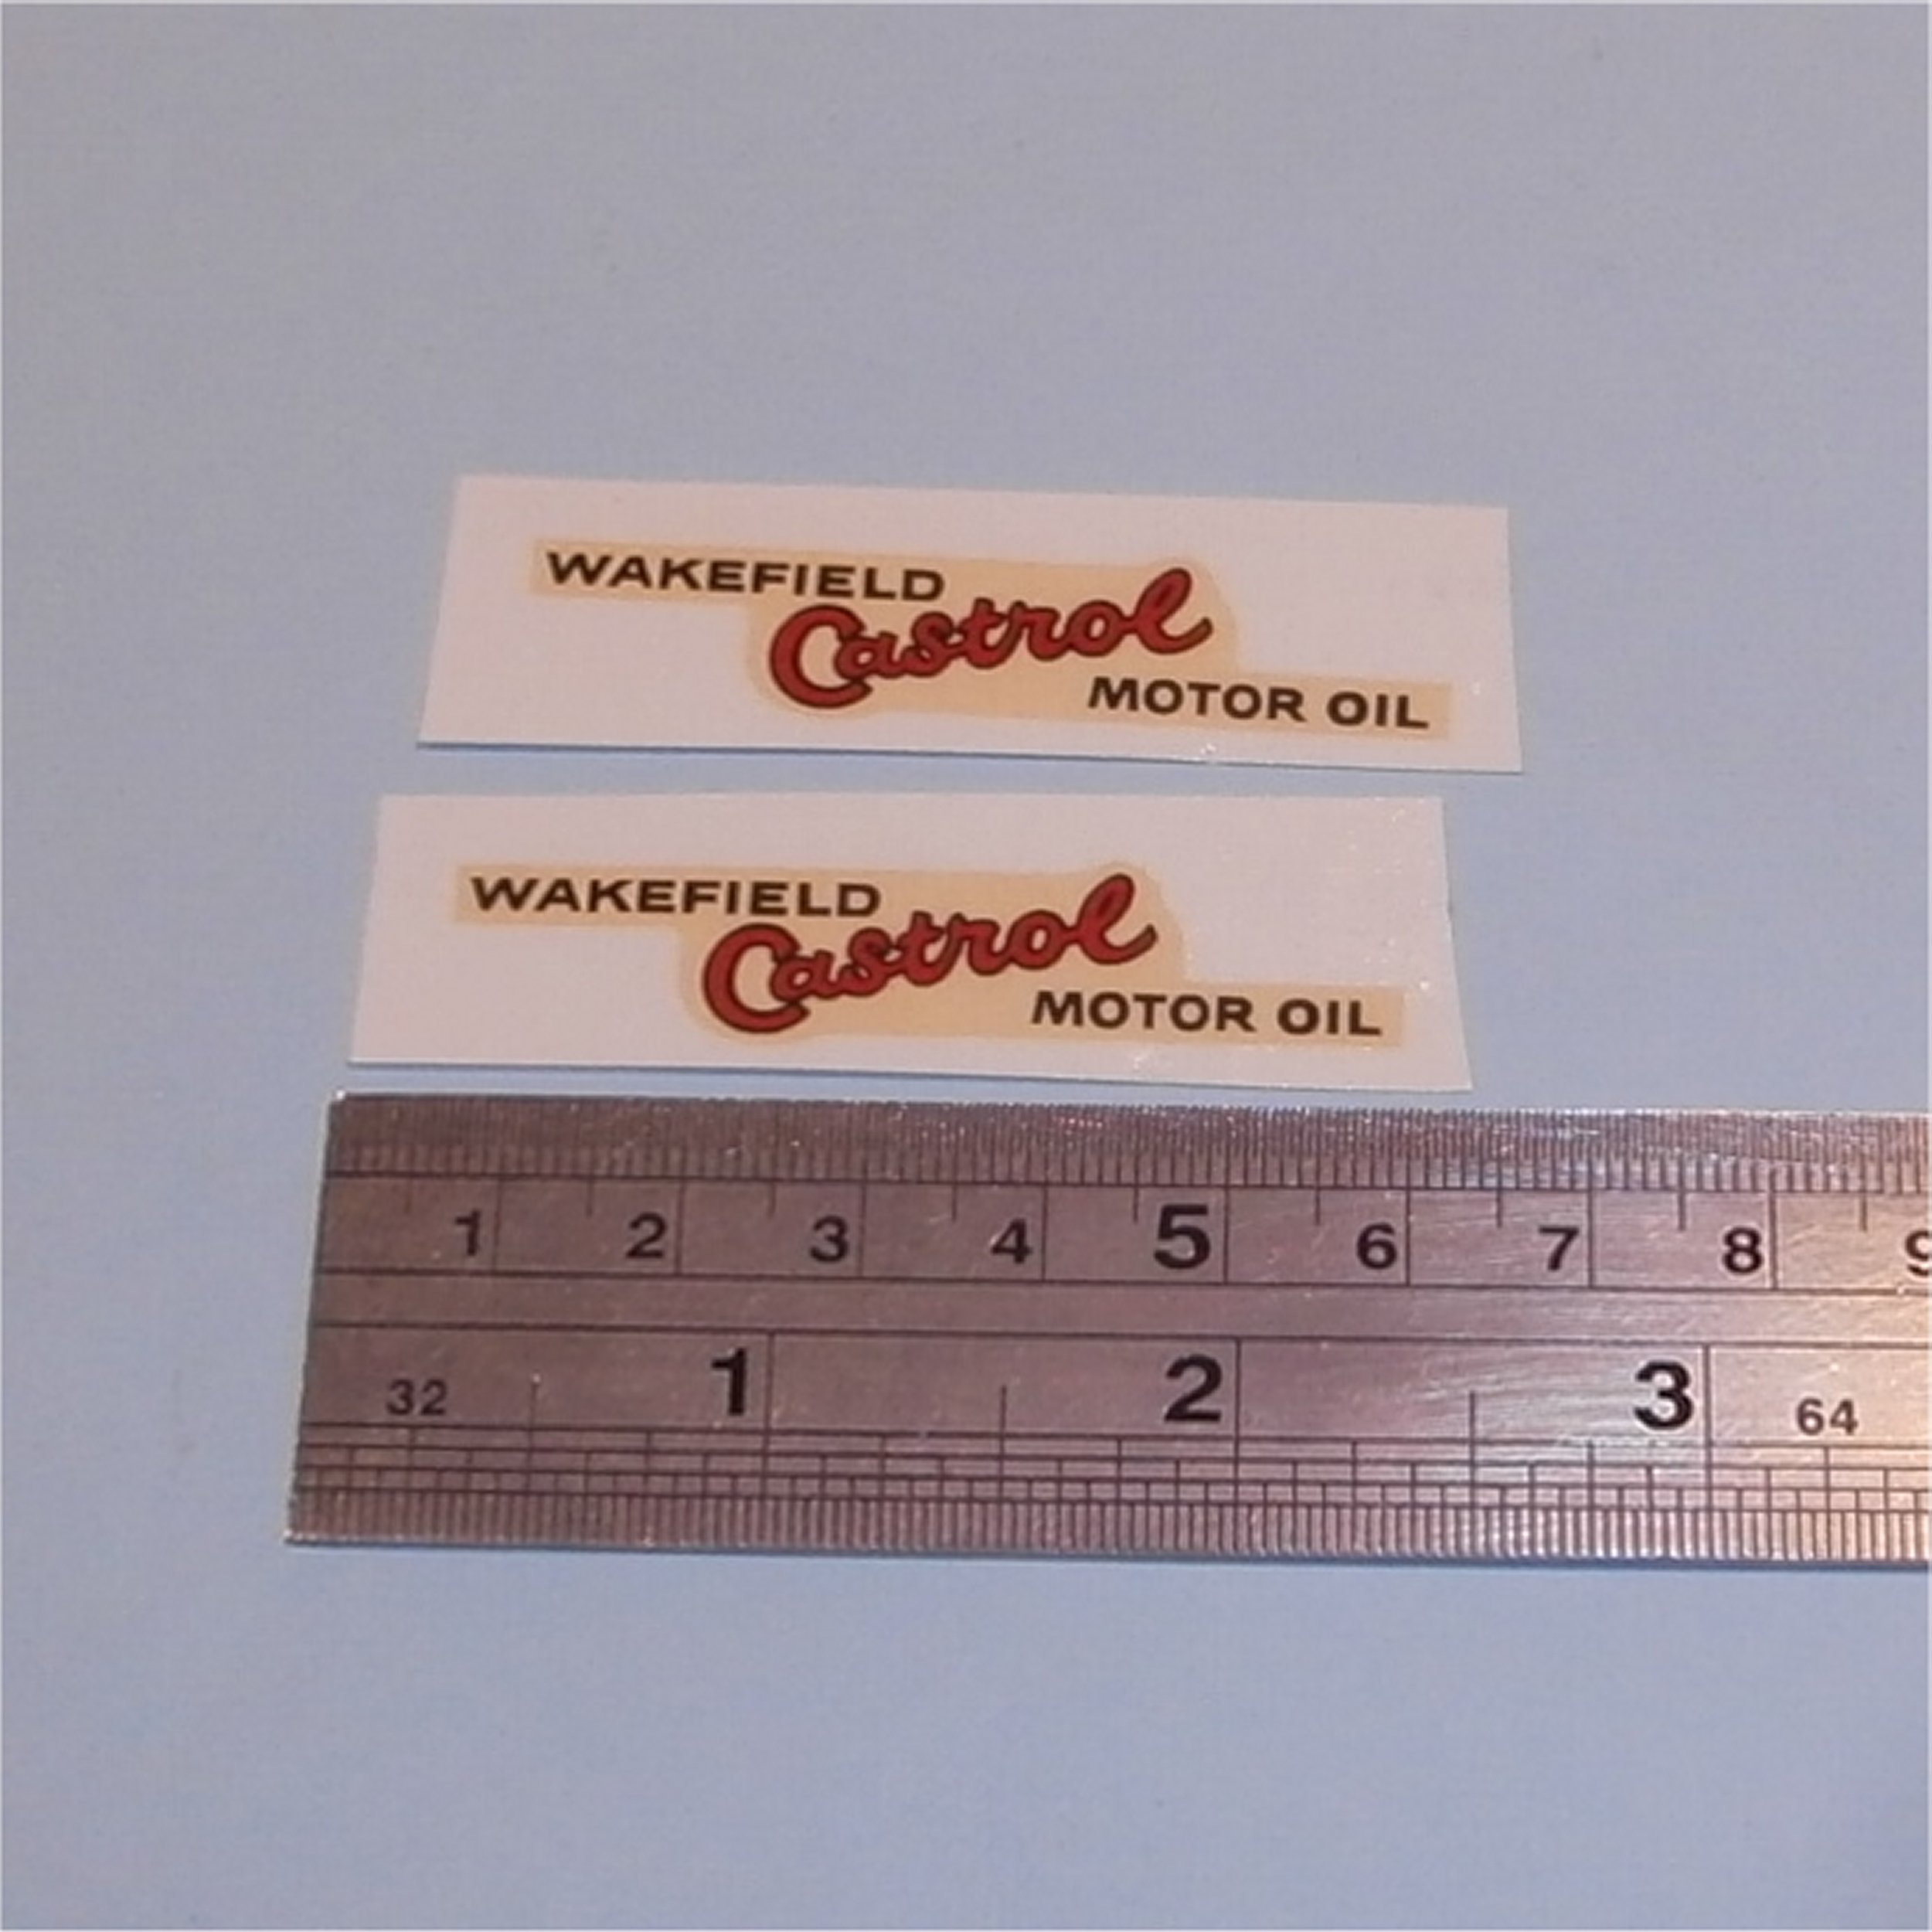 WAKEFIELD
Castrol
MOTOR OIL
WAKEFIELD
Castrol
MOTOR OIL
1 2 3 4 5 6 7 8 9
32 1 2 3 64